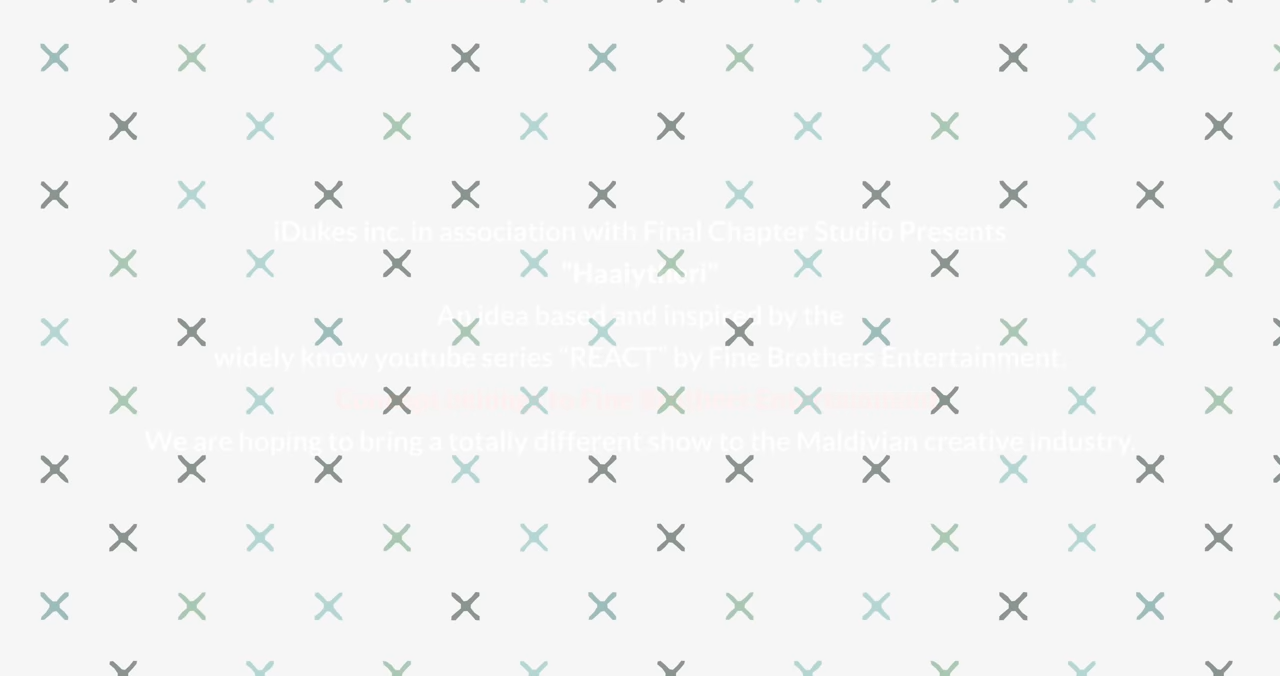 iDukes inc. in association with Final Chapter Studio Presents
"Haaiytheri"
An idea based and inspired by the
widely know youtube series "REACT" by Fine Brothers Entertainment.
We are hoping to bring a totally different show to the Maldivian creative industry.